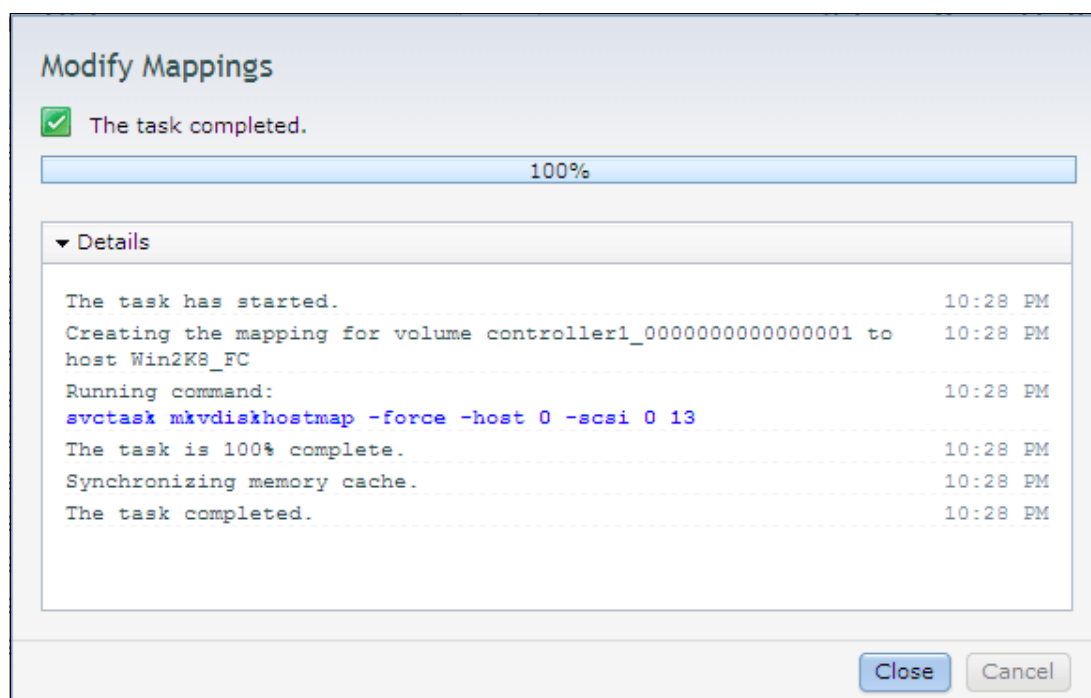 Modify Mappings
The task completed.
100%
Details
The task has started. 10:28 PM
Creating the mapping for volume controller1_0000000000000001 to 10:28 PM
host Win2K8_FC
Running command: 10:28 PM
svctask mkvdiskhostmap -force -host 0 -scsi 0 13
The task is 100% complete. 10:28 PM
Synchronizing memory cache. 10:28 PM
The task completed. 10:28 PM
Close Cancel